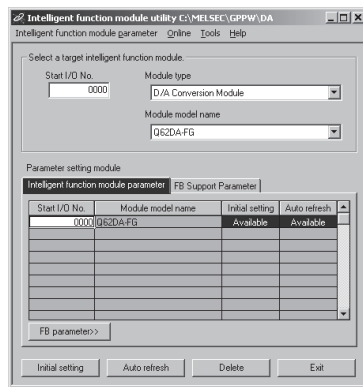 Intelligent function module utility C:\MELSEC\GPPW\DA
Intelligent function module parameter Online Tools Help
Select a target intelligent function module.
Start I/O No. Module type
0000 D/A Conversion Module
Module model name
Q62DA-FG
Parameter setting module
Intelligent function module parameter FB Support Parameter
Start I/O No. Module model name Initial setting Auto refresh
0000 Q62DA-FG Available Available
FB parameter>>
Initial setting Auto refresh Delete Exit